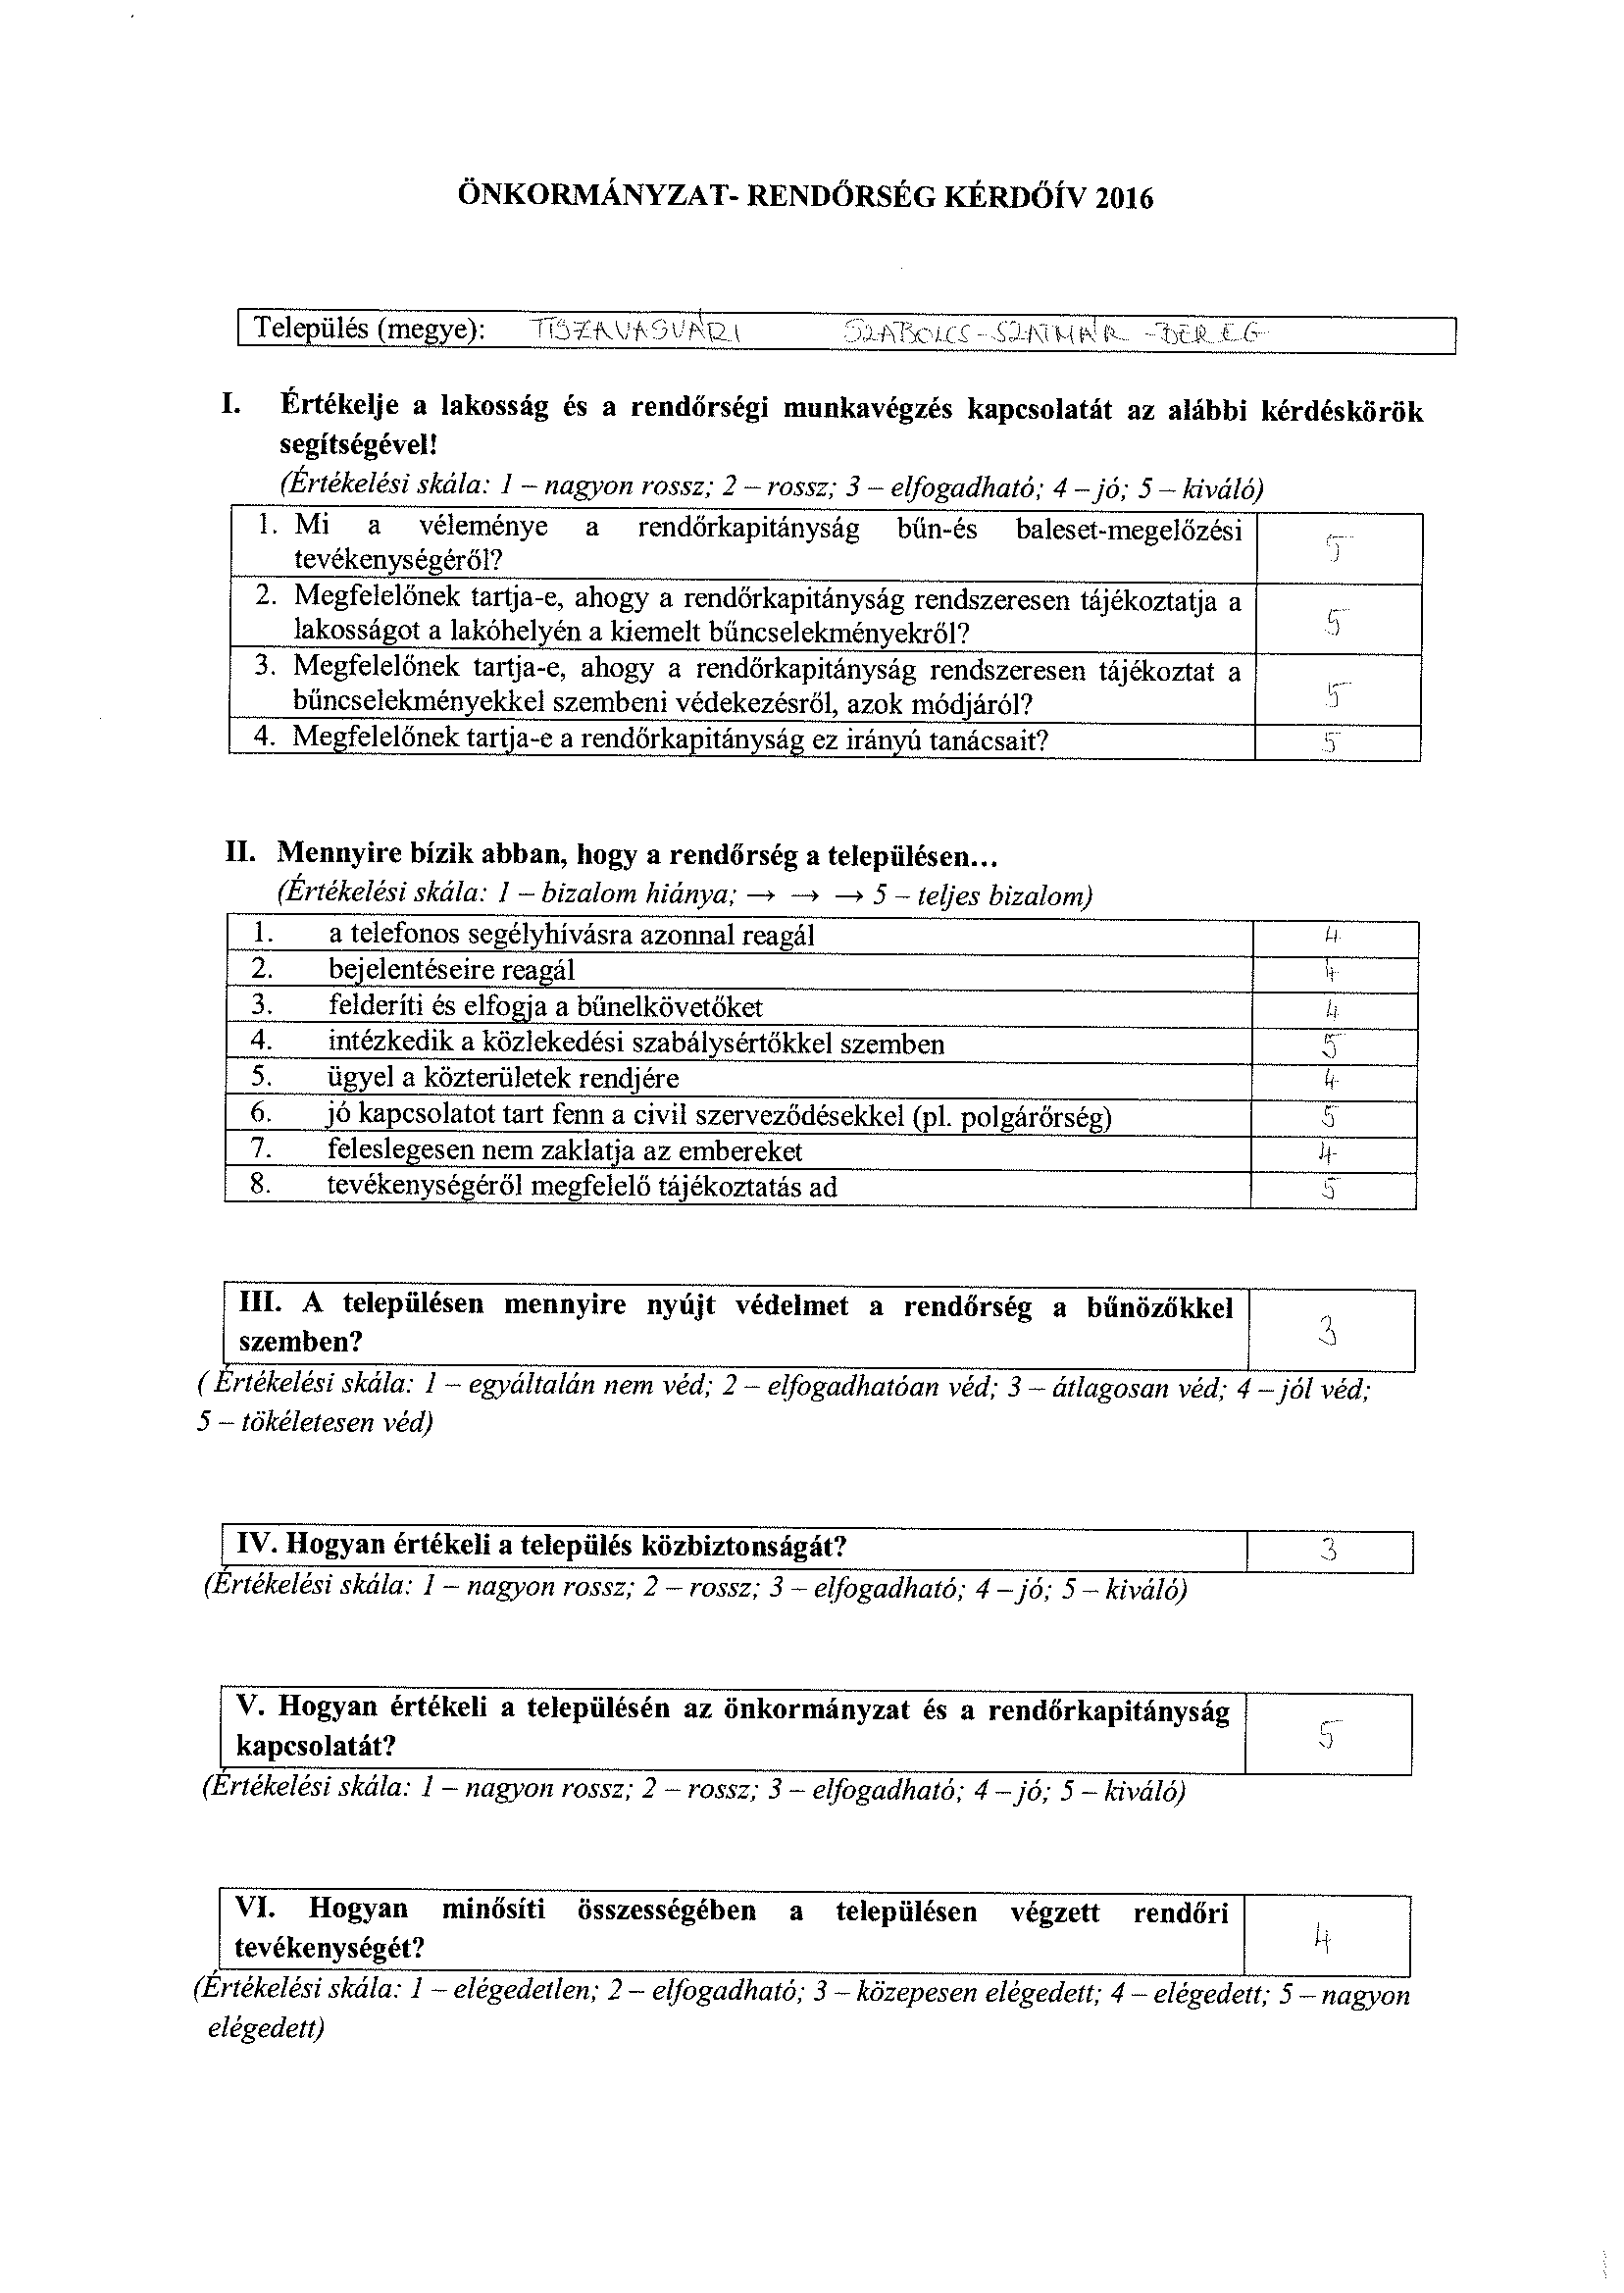 ÖNKORMÁNYZAT- RENDŐRSÉG KÉRDŐÍV 2016
Település (megye): TISZAVASVÁRI SZABOLCS-SZATMÁR-BEREG
I. Értékelje a lakosság és a rendőrségi munkavégzés kapcsolatát az alábbi kérdéskörök
segítségével!
(Értékelési skála: 1 – nagyon rossz; 2 – rossz; 3 – elfogadható; 4 – jó; 5 – kiváló)
1. Mi a véleménye a rendőrkapitányság bűn-és baleset-megelőzési
tevékenységéről? 5
2. Megfelelőnek tartja-e, ahogy a rendőrkapitányság rendszeresen tájékoztatja a
lakosságot a lakóhelyén a kiemelt bűncselekményekről? 5
3. Megfelelőnek tartja-e, ahogy a rendőrkapitányság rendszeresen tájékoztat a
bűncselekményekkel szembeni védekezésről, azok módjáról? 5
4. Megfelelőnek tartja-e a rendőrkapitányság ez irányú tanácsait? 5
II. Mennyire bízik abban, hogy a rendőrség a településen...
(Értékelési skála: 1 – bizalom hiánya; → → → 5 – teljes bizalom)
1. a telefonos segélyhívásra azonnal reagál 4
2. bejelentéseire reagál 4
3. felderíti és elfogja a bűnelkövetőket 4
4. intézkedik a közlekedési szabálysértőkkel szemben 5
5. ügyel a közterületek rendjére 4
6. jó kapcsolatot tart fenn a civil szerveződésekkel (pl. polgárőrség) 5
7. feleslegesen nem zaklatja az embereket 4
8. tevékenységéről megfelelő tájékoztatás ad 5
III. A településen mennyire nyújt védelmet a rendőrség a bűnözőkkel
szemben? 3
( Értékelési skála: 1 – egyáltalán nem véd; 2 – elfogadhatóan véd; 3 – átlagosan véd; 4 – jól véd;
5 – tökéletesen véd)
IV. Hogyan értékeli a település közbiztonságát? 3
(Értékelési skála: 1 – nagyon rossz; 2 – rossz; 3 – elfogadható; 4 – jó; 5 – kiváló)
V. Hogyan értékeli a településén az önkormányzat és a rendőrkapitányság
kapcsolatát? 5
(Értékelési skála: 1 – nagyon rossz; 2 – rossz; 3 – elfogadható; 4 – jó; 5 – kiváló)
VI. Hogyan minősíti összességében a településen végzett rendőri
tevékenységét? 4
(Értékelési skála: 1 – elégedetlen; 2 – elfogadható; 3 – közepesen elégedett; 4 – elégedett; 5 – nagyon
elégedett)